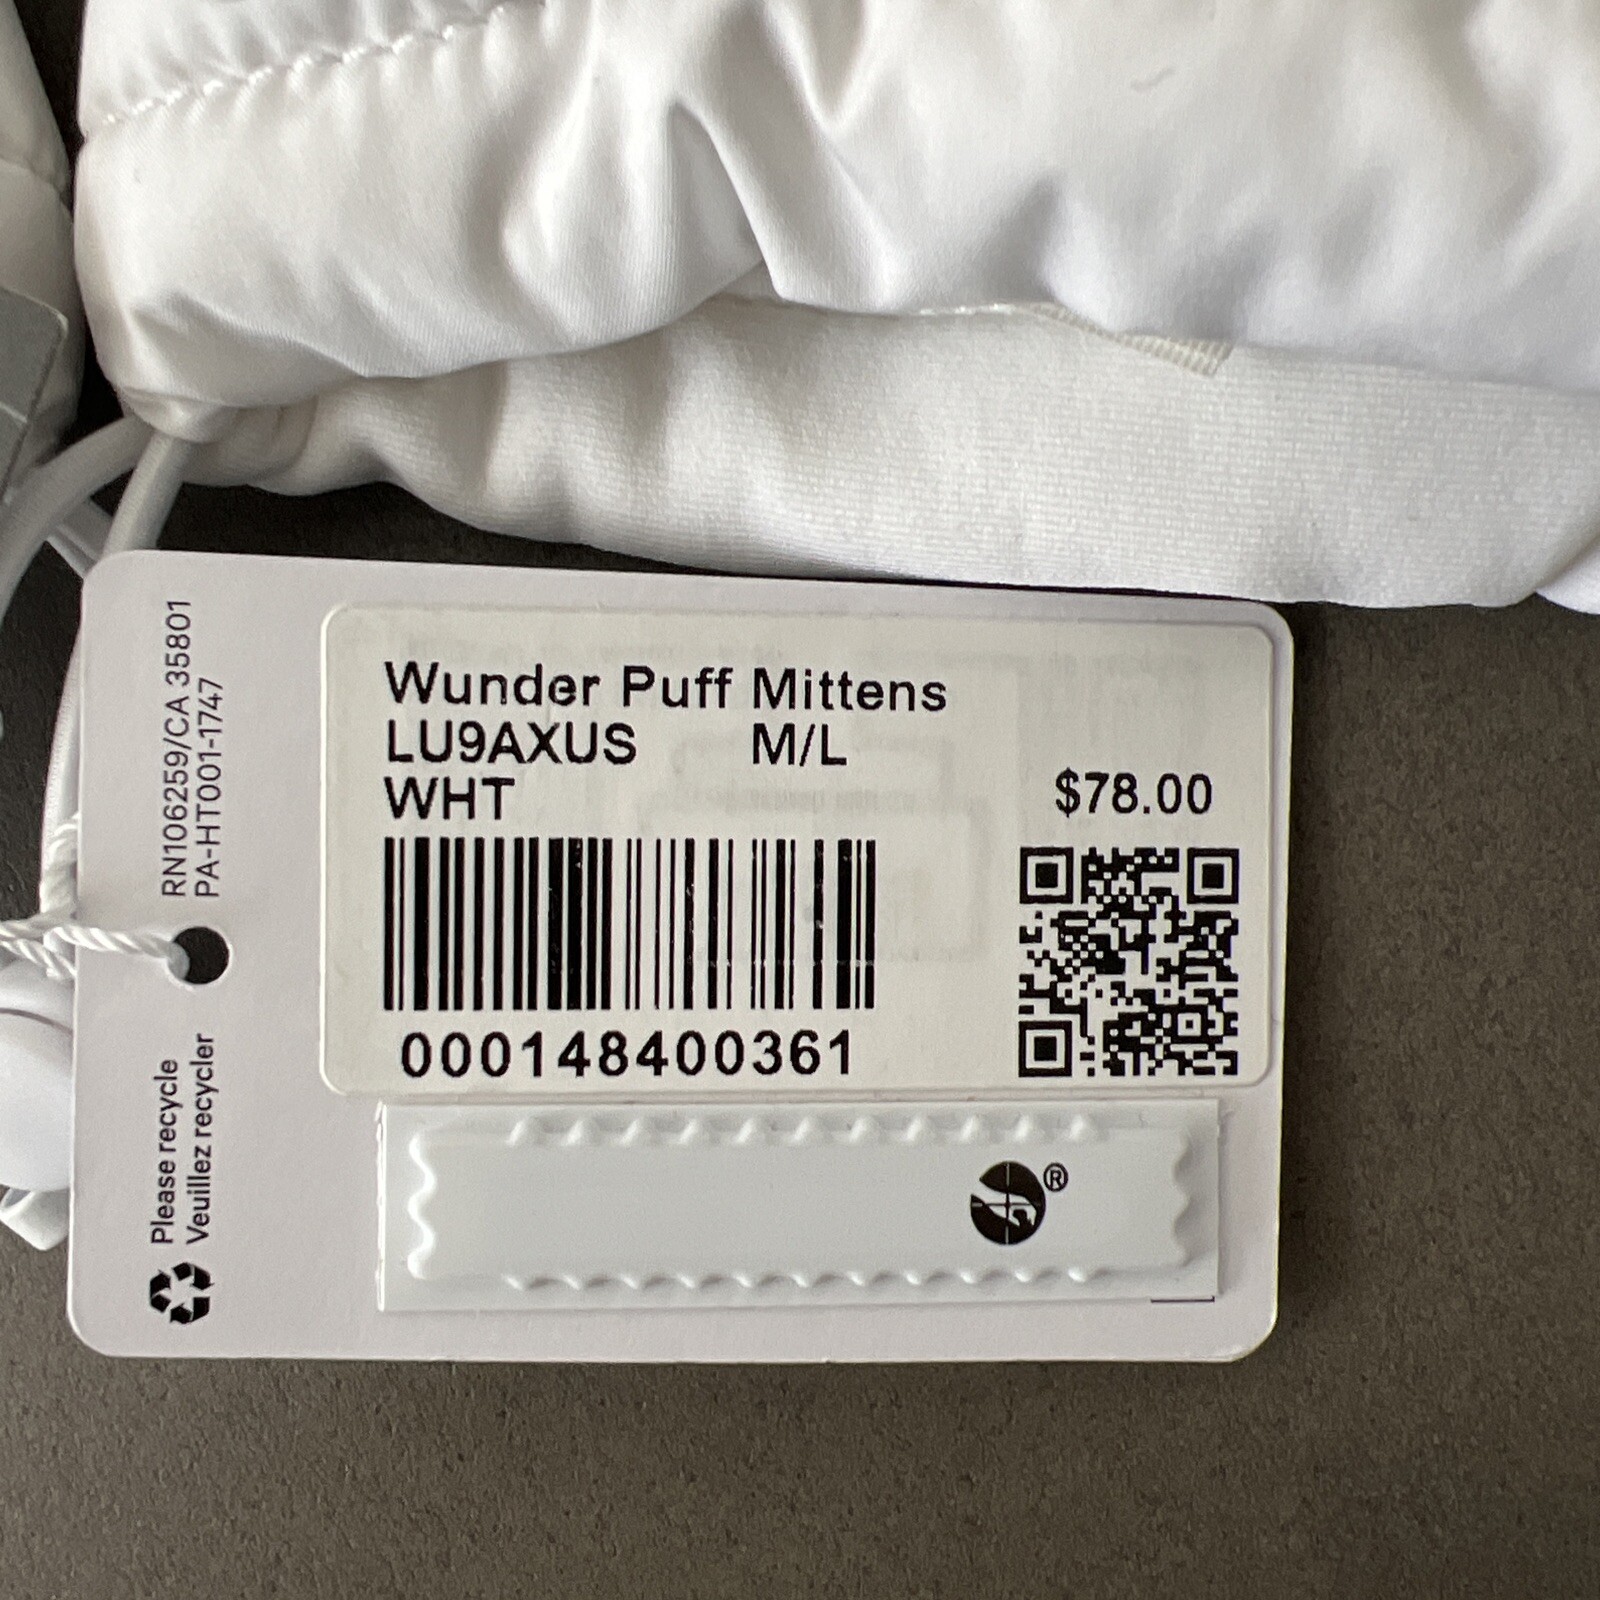 Wunder Puff Mittens
LU9AXUS M/L
WHT
$78.00
000148400361
RN106259/CA 35801
PA-HT001-1747
Please recycle
Veuillez recycler
®